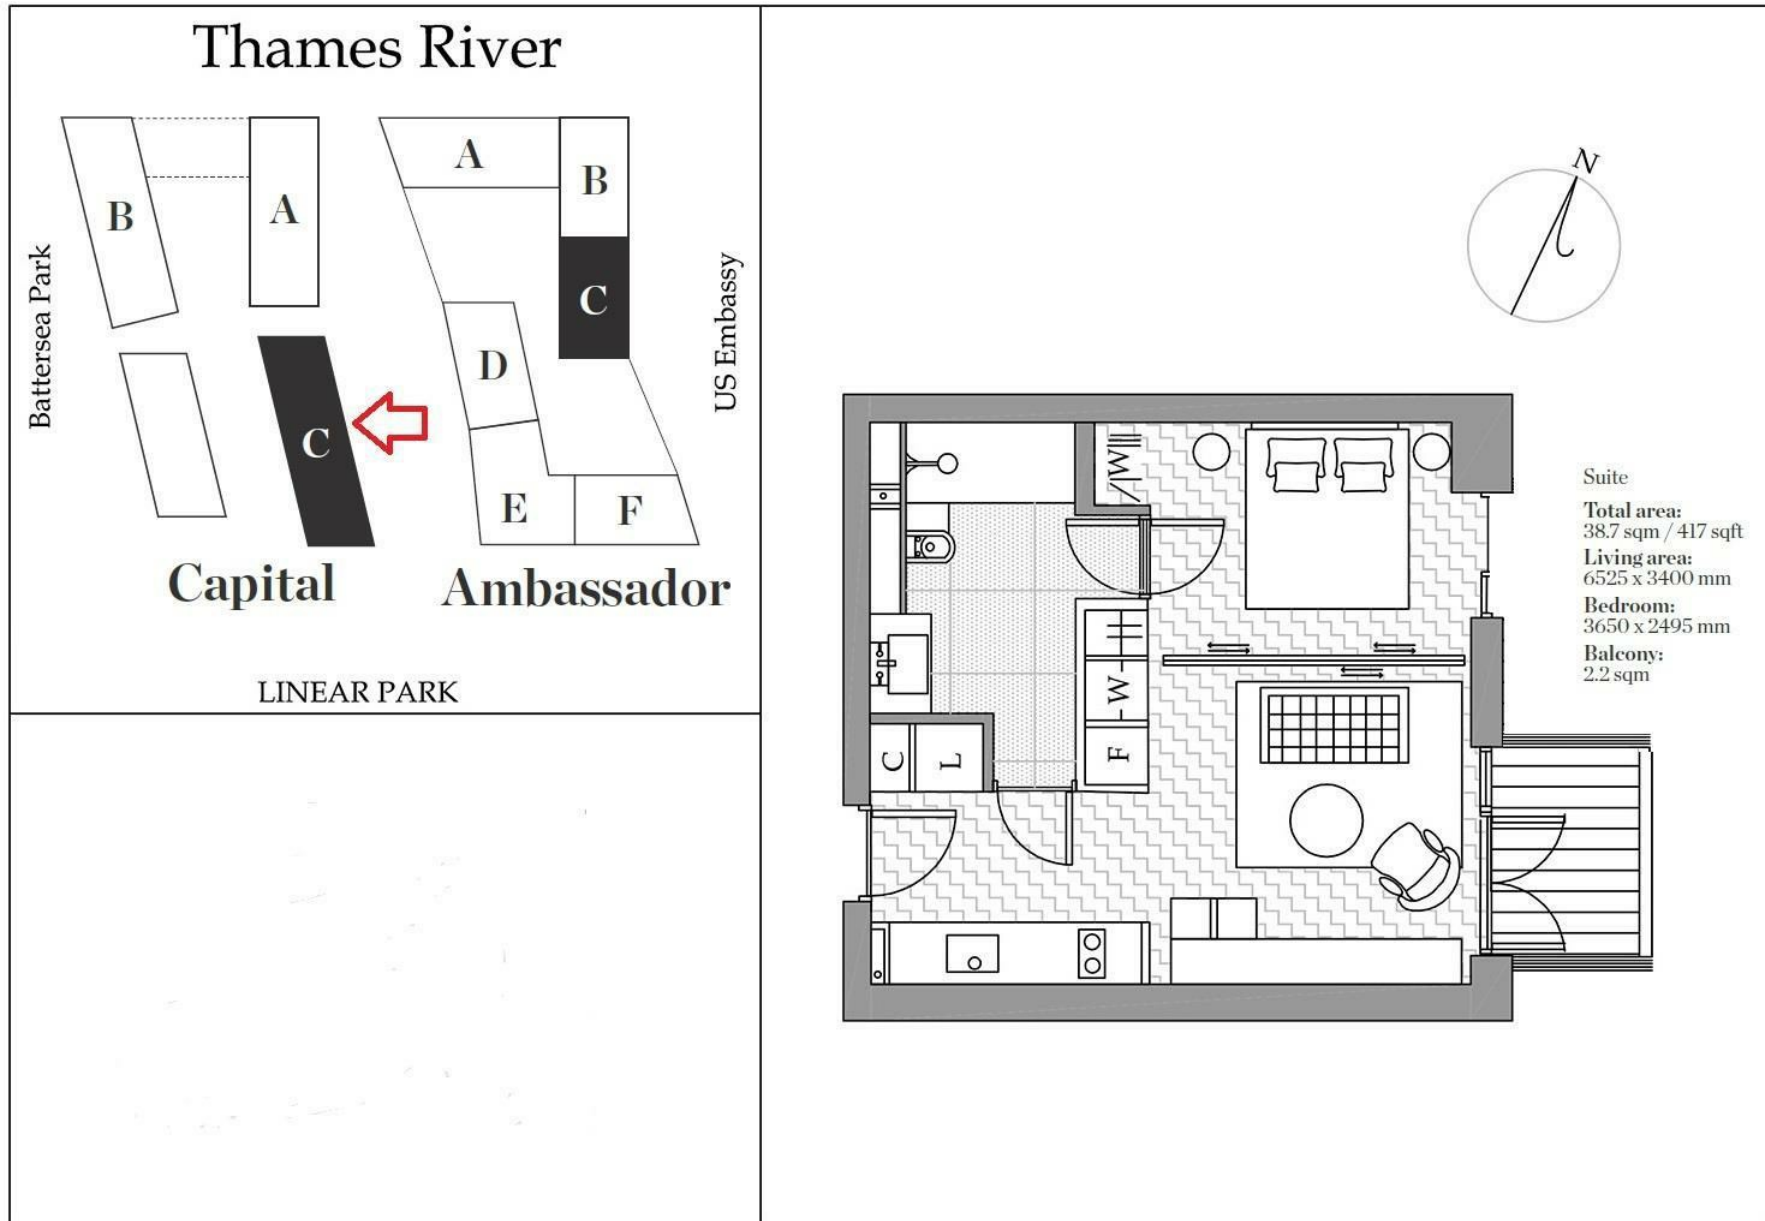 Thames River
Battersea Park
B
A
C
Capital
A
B
C
D
E
F
Ambassador
US Embassy
LINEAR PARK
N
W
W
F
C
L
Suite
Total area:
38.7 sqm / 417 sqft
Living area:
6525 x 3400 mm
Bedroom:
3650 x 2495 mm
Balcony:
2.2 sqm